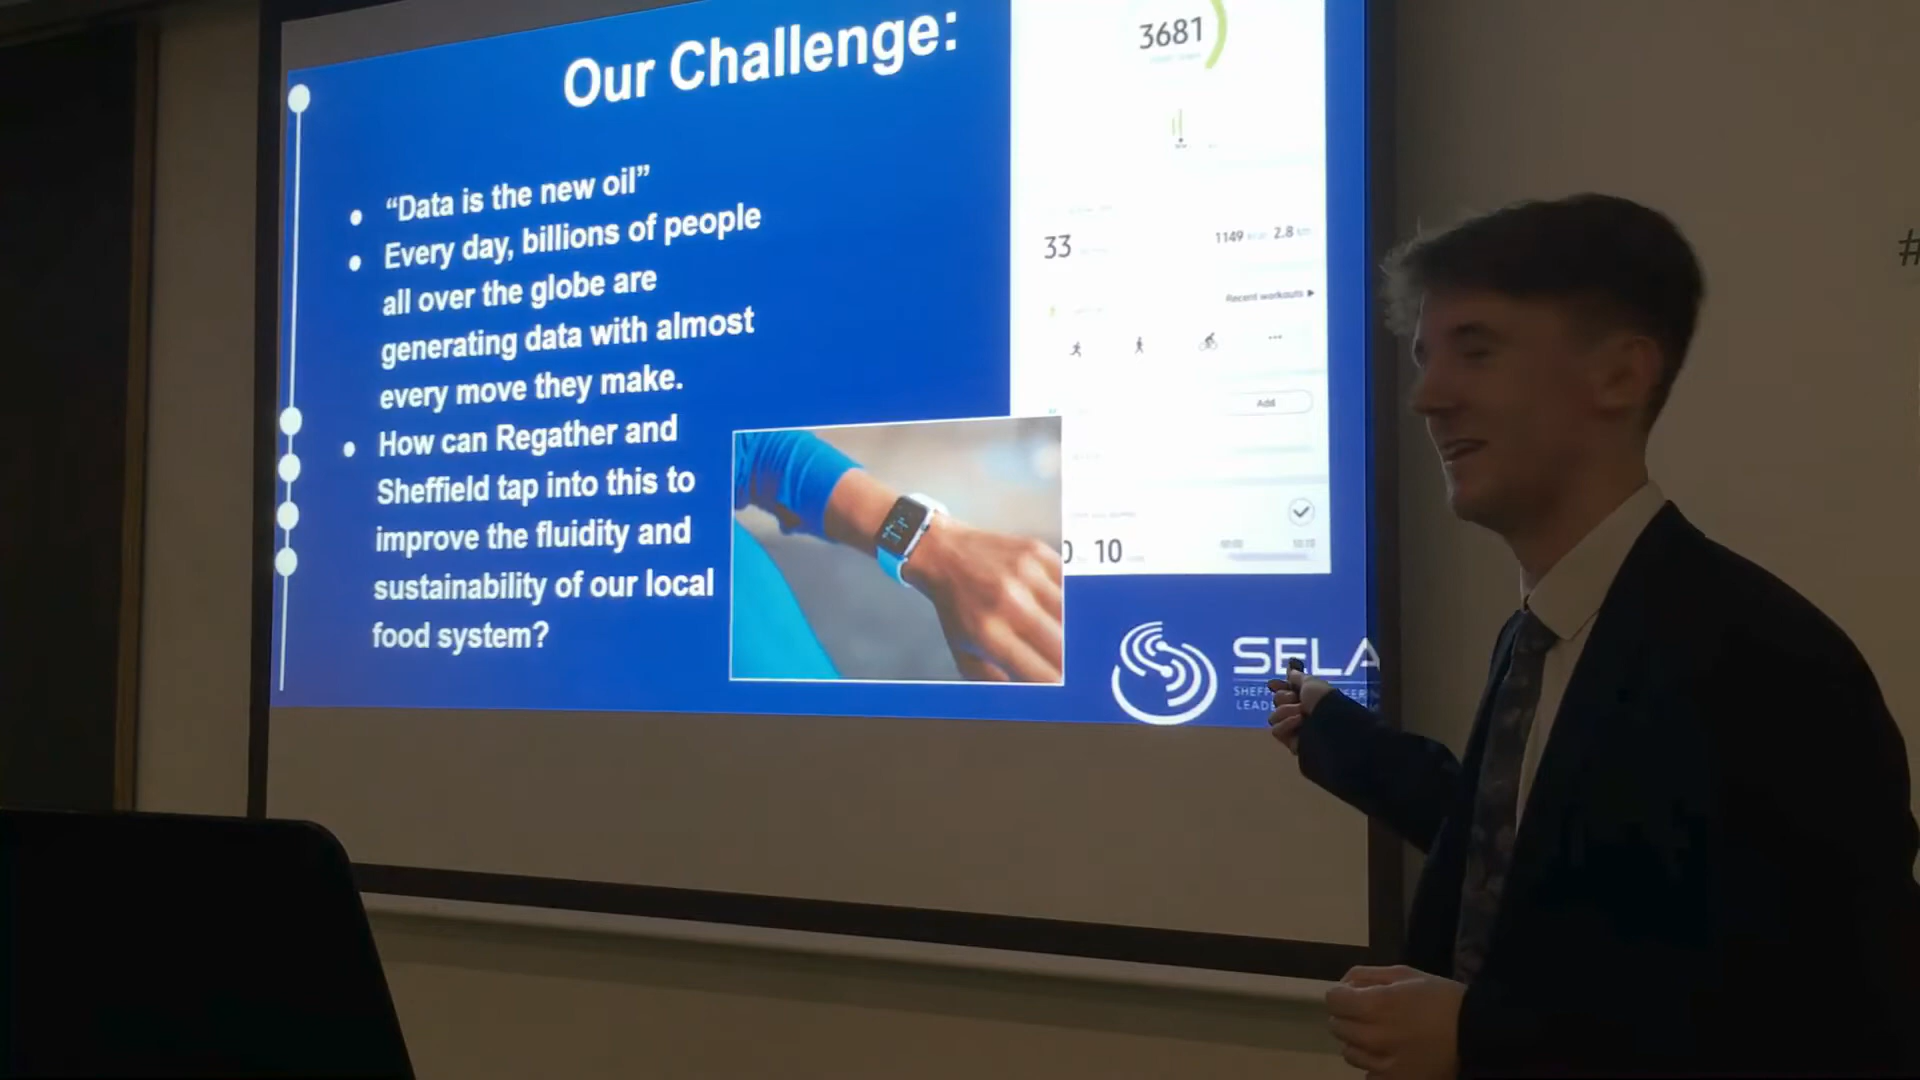 Our Challenge:
“Data is the new oil”
Every day, billions of people
all over the globe are
generating data with almost
every move they make.
How can Regather and
Sheffield tap into this to
improve the fluidity and
sustainability of our local
food system?
3681
33
1149 2.8
Recent workouts
Add
10
SELA
#